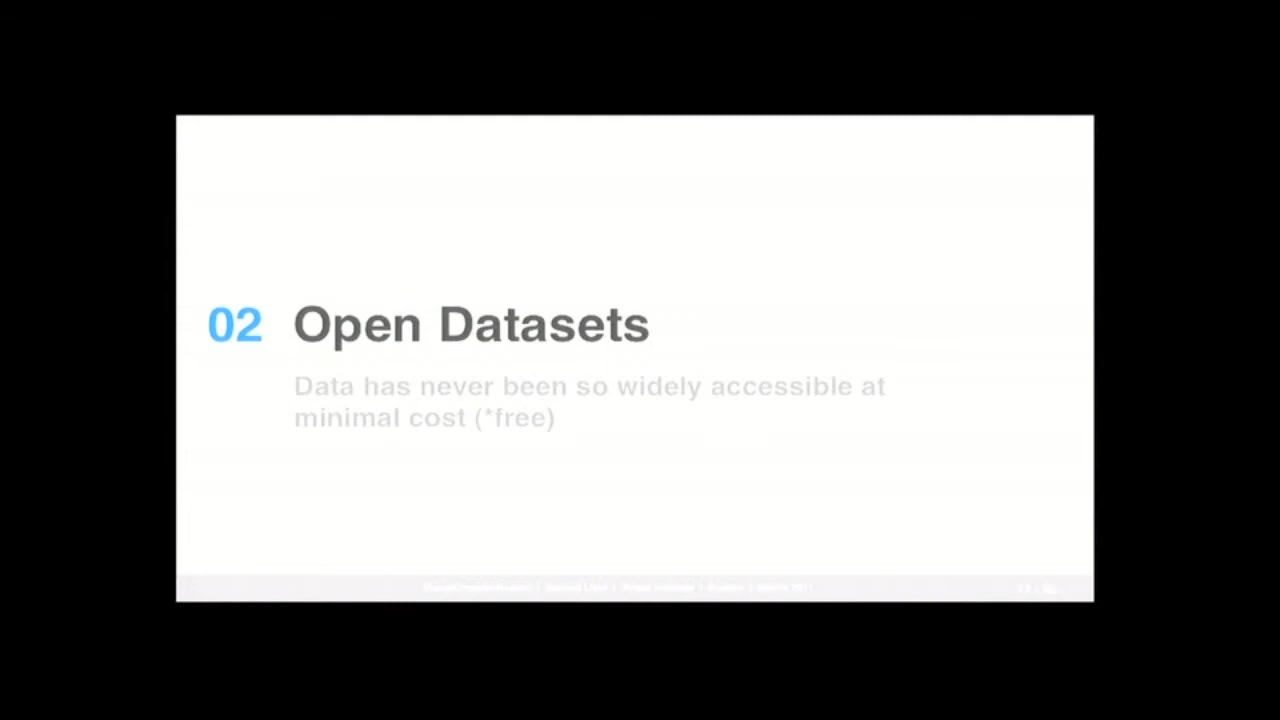 02 Open Datasets
Data has never been so widely accessible at
minimal cost (*free)